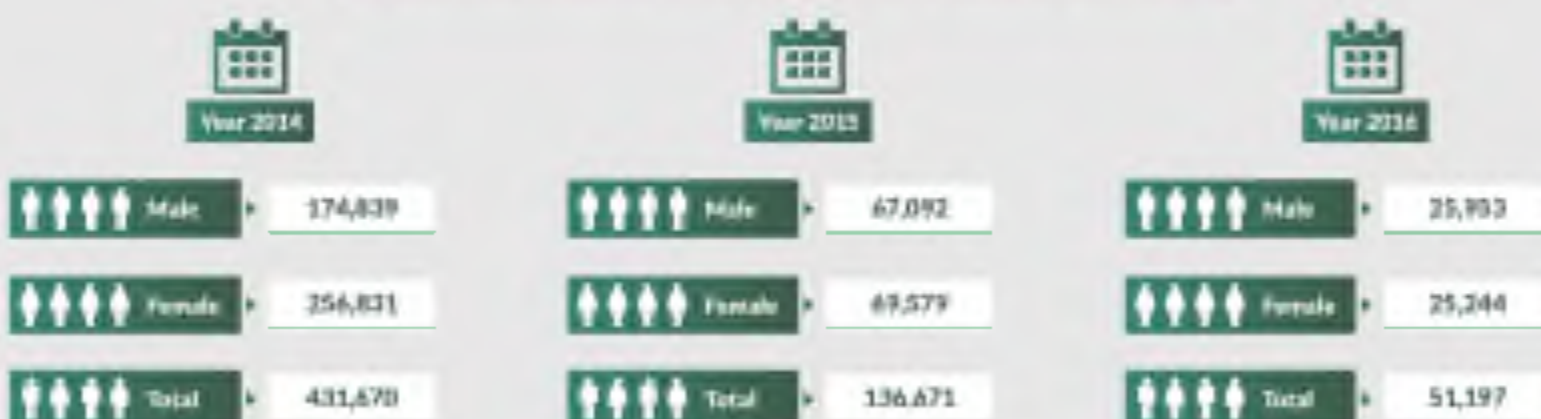 Year 2014 Year 2015 Year 2016
Male 174,839 Male 67,092 Male 25,953
Female 256,831 Female 69,579 Female 25,244
Total 431,670 Total 136,671 Total 51,197